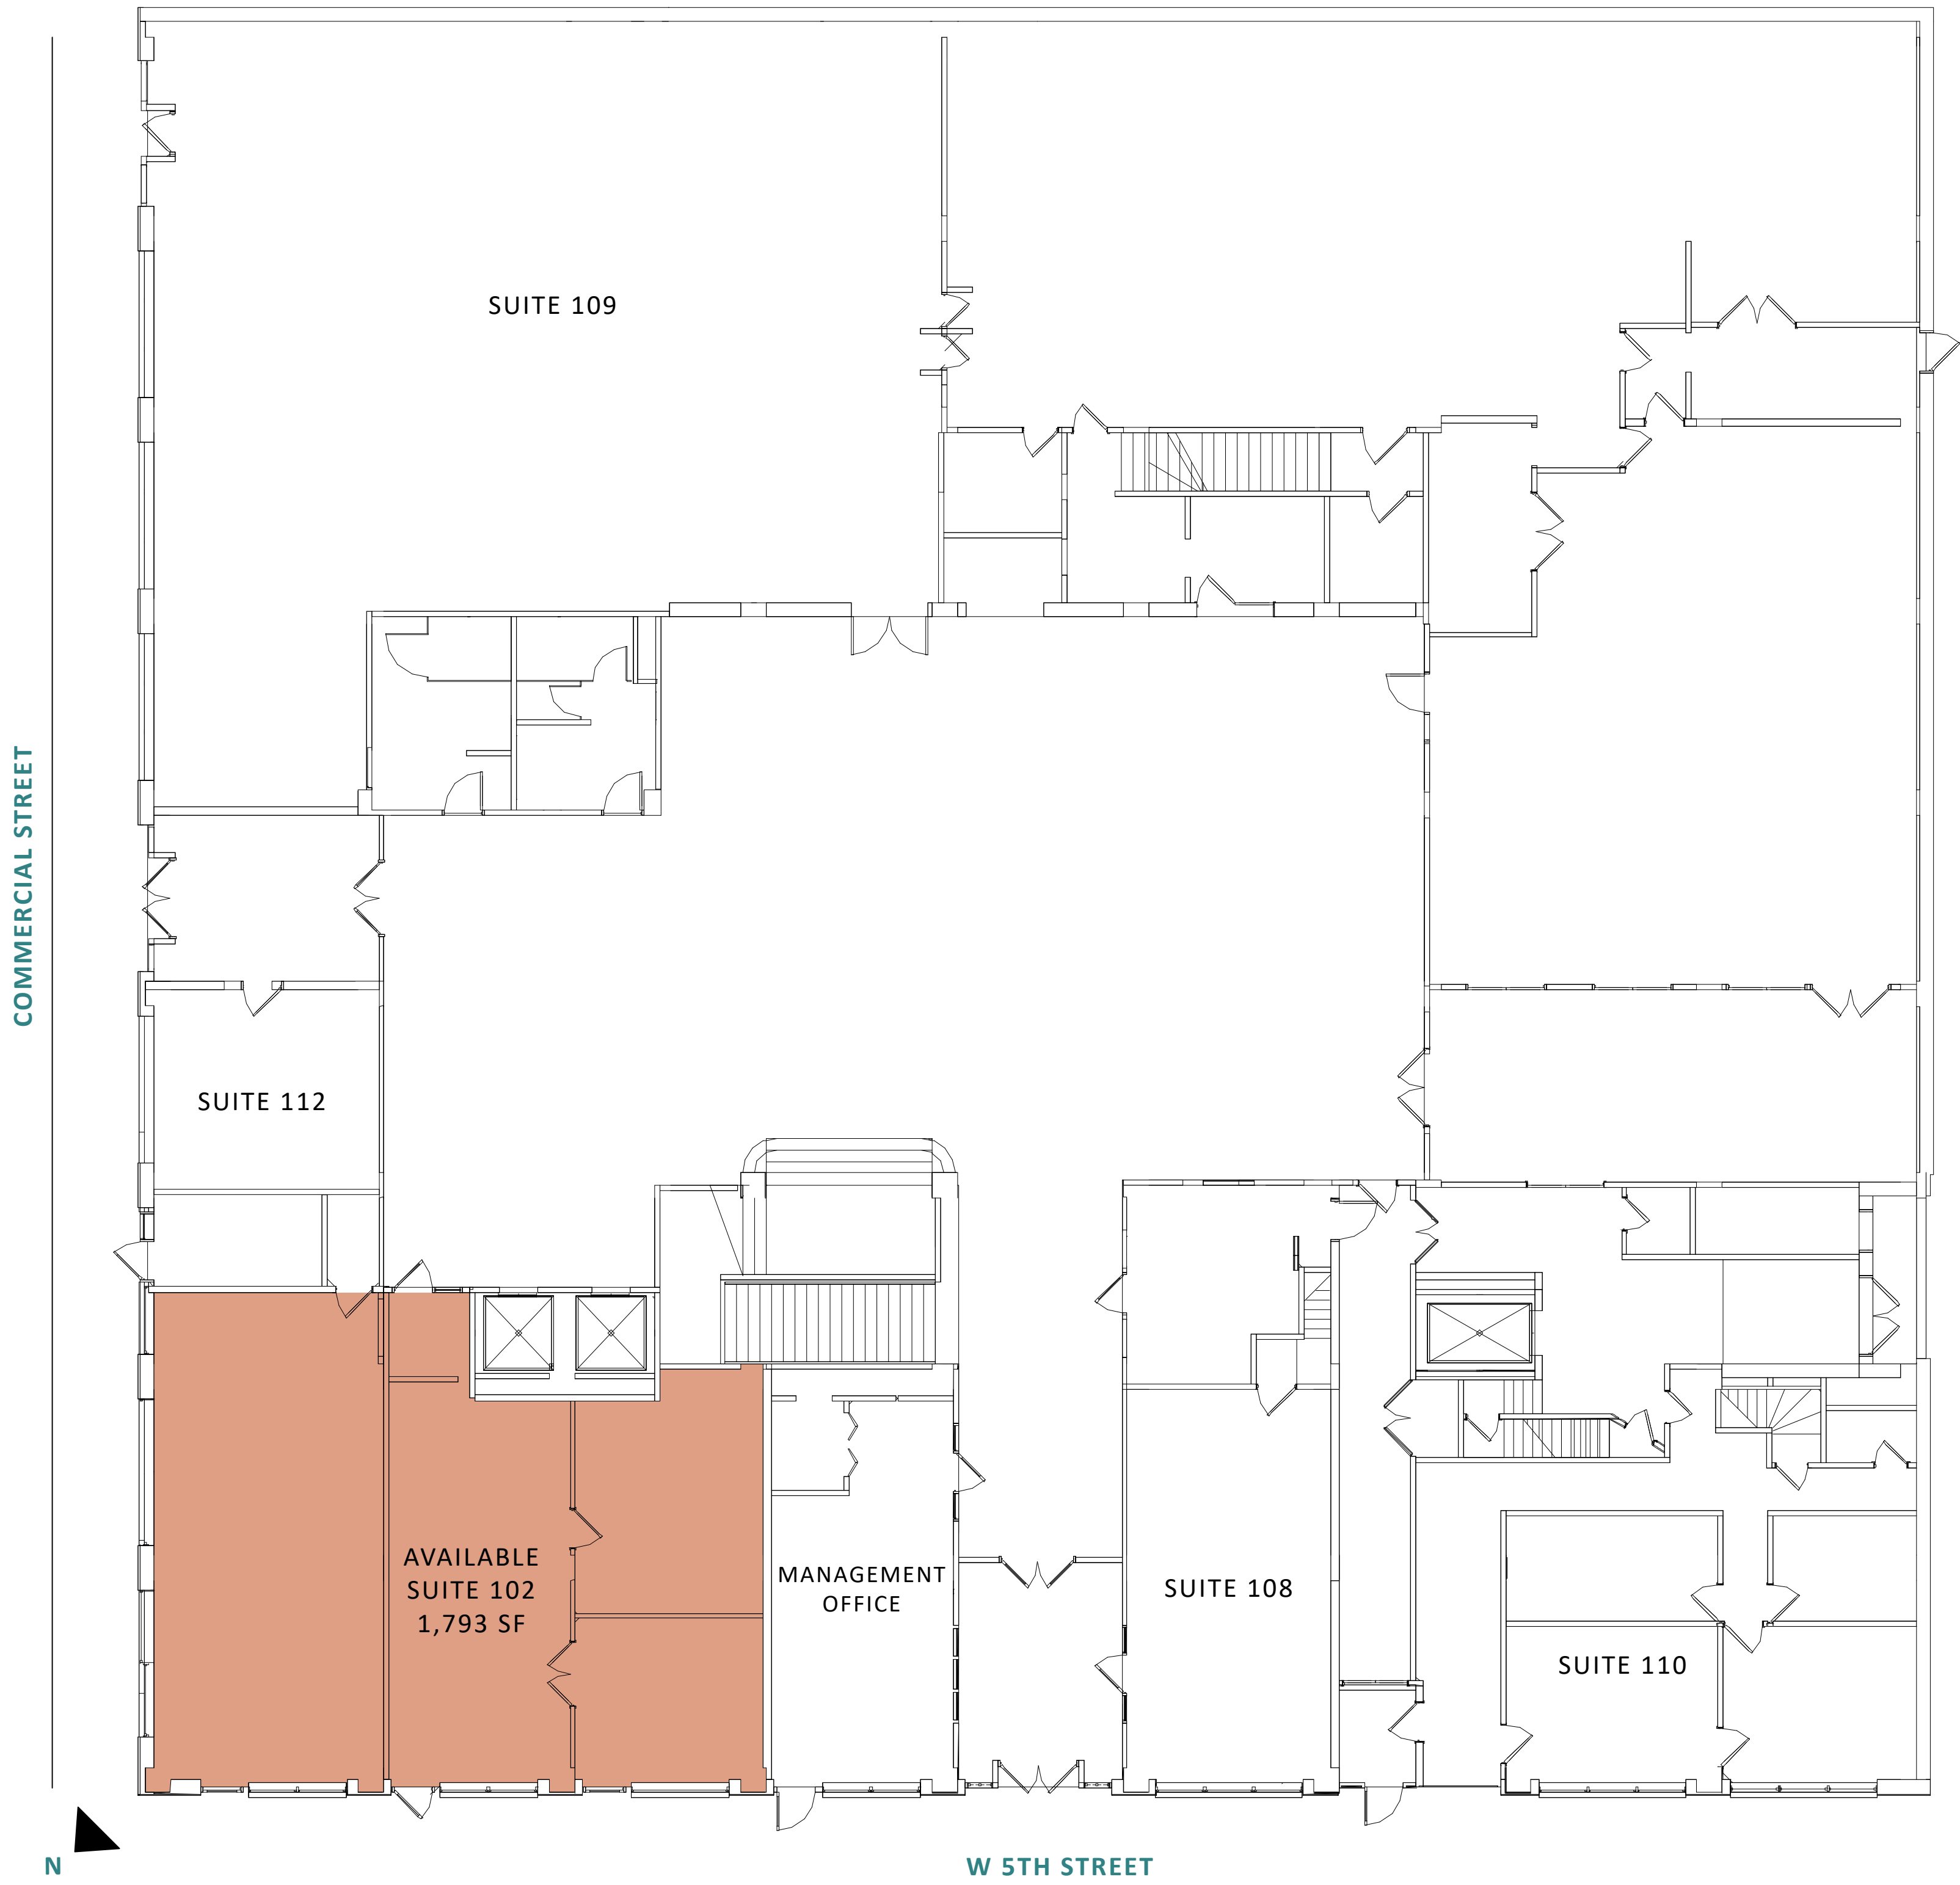 SUITE 109
COMMERCIAL STREET
SUITE 112
AVAILABLE
SUITE 102
1,793 SF
MANAGEMENT
OFFICE
SUITE 108
SUITE 110
N
W 5TH STREET